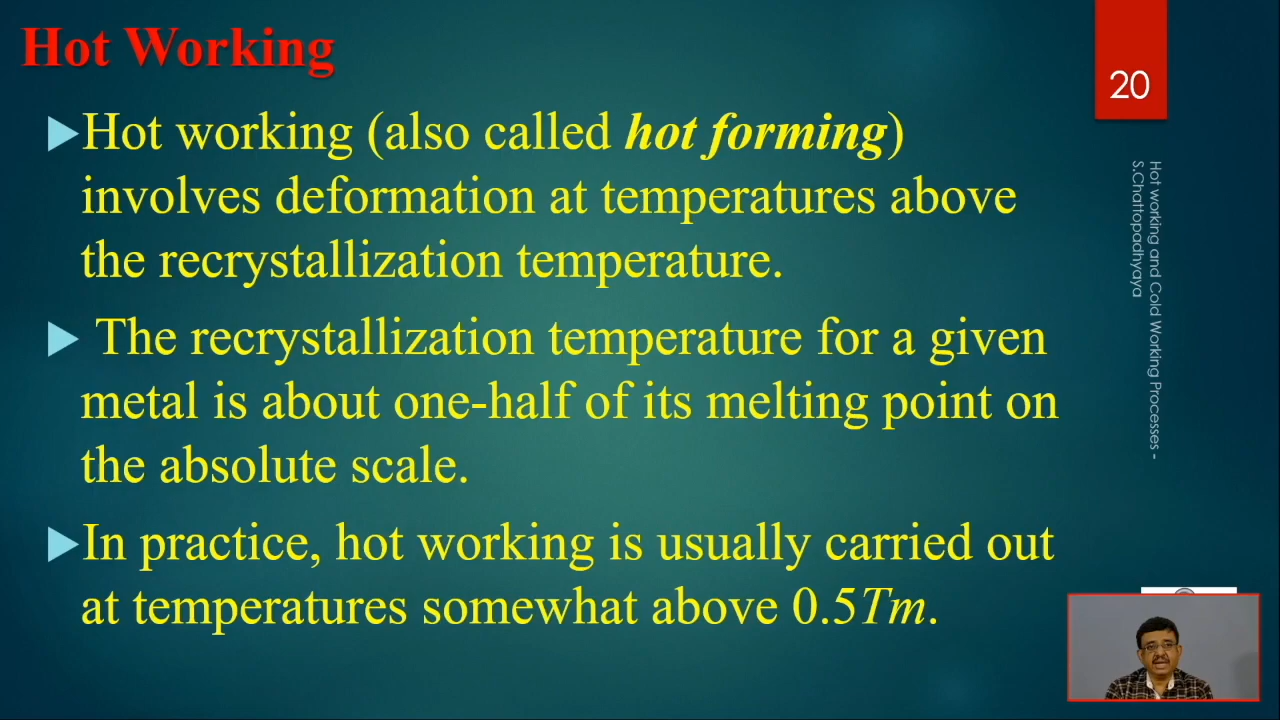 Hot Working
20
Hot working (also called hot forming)
involves deformation at temperatures above
the recrystallization temperature.
The recrystallization temperature for a given
metal is about one-half of its melting point on
the absolute scale.
In practice, hot working is usually carried out
at temperatures somewhat above 0.5Tm.
Hot working and Cold Working Processes -
S.Chattopadhyaya